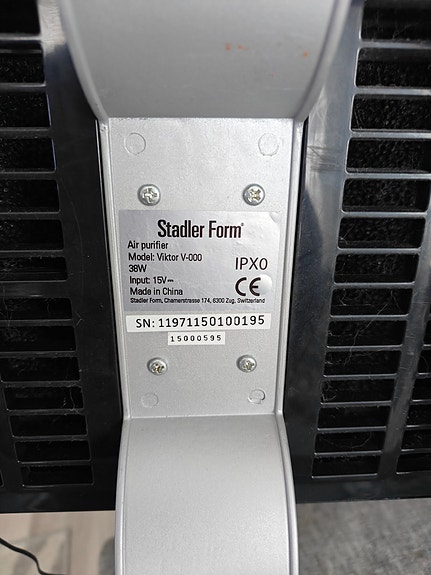 Stadler Form®
Air purifier
Model: Viktor V-000
38W
Input: 15V⎓
Made in China
IPX0
CE
Stadler Form, Chamerstrasse 174, 6300 Zug, Switzerland
SN: 11971150100195
15000595